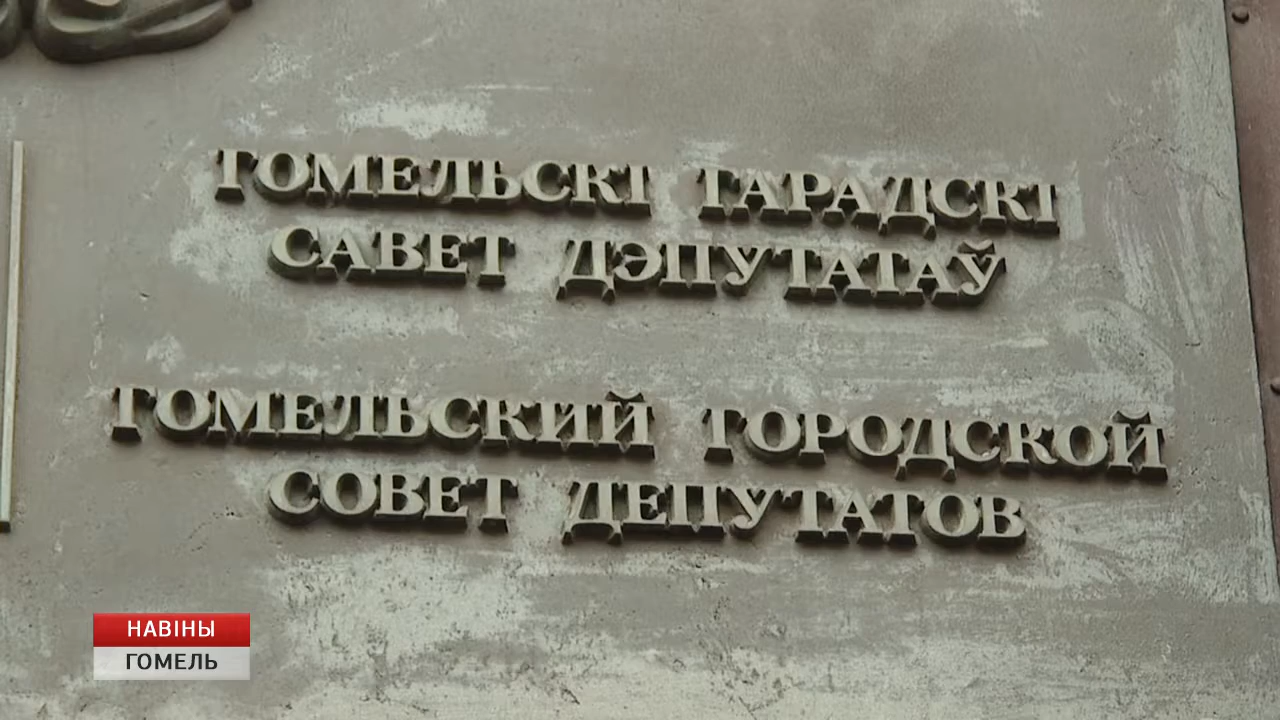 ГОМЕЛЬСКІ ГАРАДСКІ
САВЕТ ДЭПУТАТАЎ
ГОМЕЛЬСКИЙ ГОРОДСКОЙ
СОВЕТ ДЕПУТАТОВ
НАВІНЫ
ГОМЕЛЬ